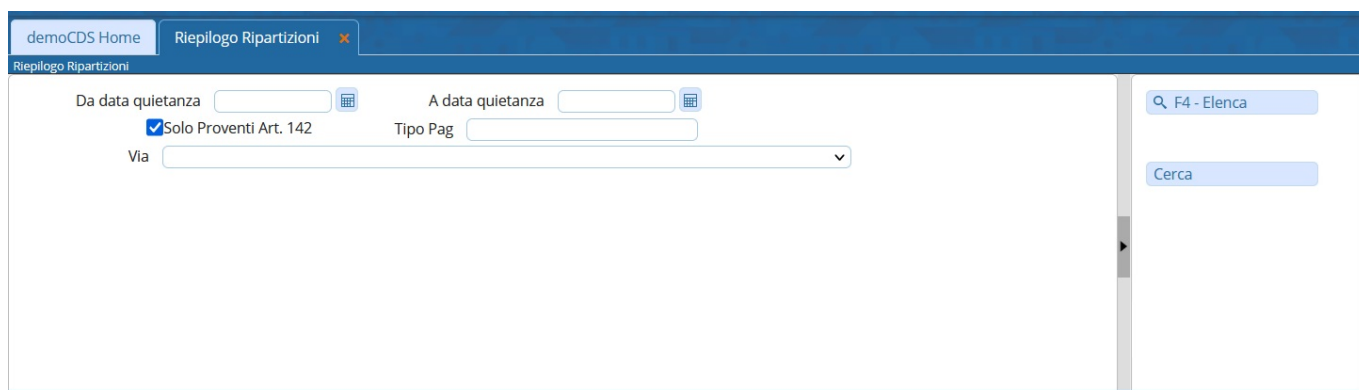 demoCDS Home Riepilogo Ripartizioni ×
Riepilogo Ripartizioni
Da data quietanza A data quietanza F4 - Elenca
Solo Proventi Art. 142 Tipo Pag
Via
Cerca